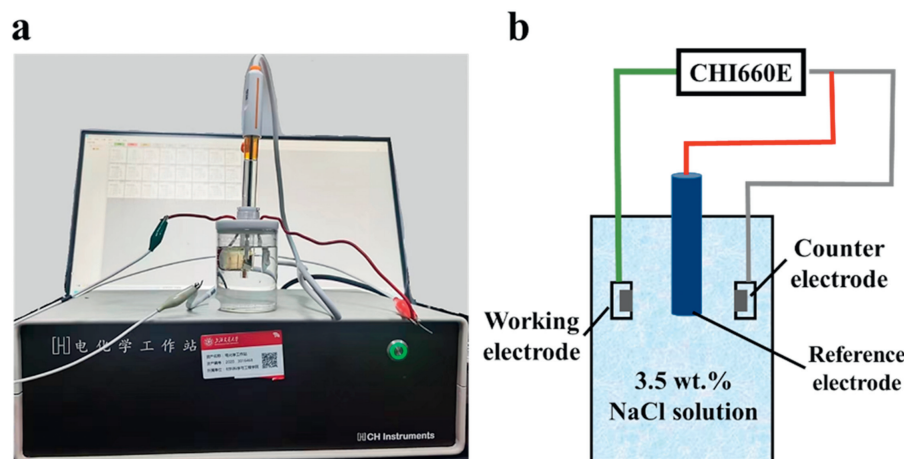 a
电化学工作站
CH Instruments
b
CHI660E
Counter
electrode
Working
electrode
Reference
electrode
3.5 wt.%
NaCl solution